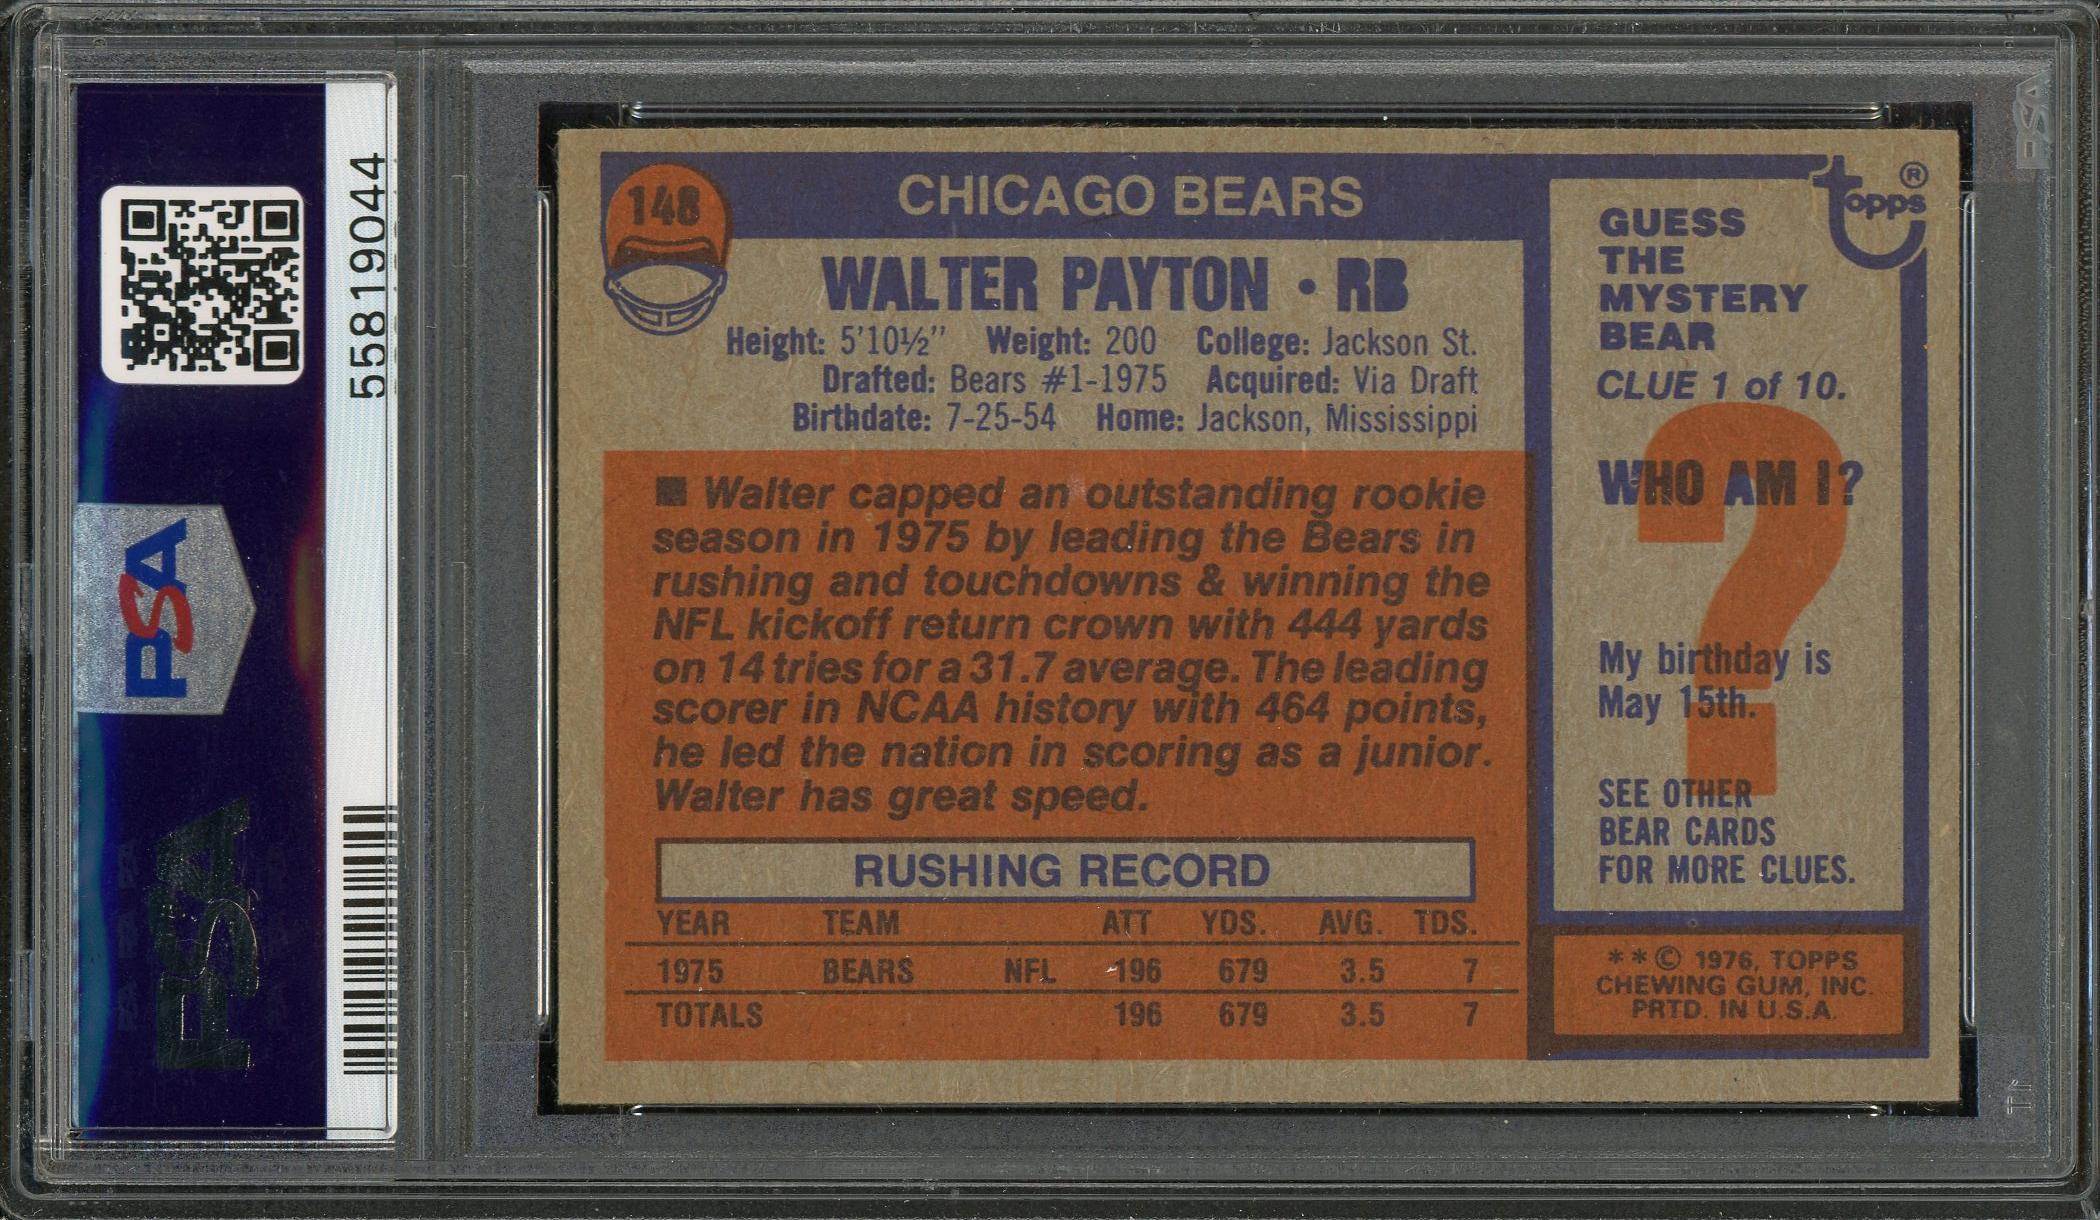 PSA
55819044
PSA
PSA
148
CHICAGO BEARS
WALTER PAYTON • RB
Height: 5'10½" Weight: 200 College: Jackson St.
Drafted: Bears #1-1975 Acquired: Via Draft
Birthdate: 7-25-54 Home: Jackson, Mississippi
■ Walter capped an outstanding rookie
season in 1975 by leading the Bears in
rushing and touchdowns & winning the
NFL kickoff return crown with 444 yards
on 14 tries for a 31.7 average. The leading
scorer in NCAA history with 464 points,
he led the nation in scoring as a junior.
Walter has great speed.
RUSHING RECORD
YEAR TEAM ATT YDS. AVG. TDS.
1975 BEARS NFL 196 679 3.5 7
TOTALS 196 679 3.5 7
topps ®
GUESS
THE
MYSTERY
BEAR
CLUE 1 of 10.
WHO AM I?
?
My birthday is
May 15th.
SEE OTHER
BEAR CARDS
FOR MORE CLUES.
** © 1976, TOPPS
CHEWING GUM, INC.
PRTD. IN U.S.A.